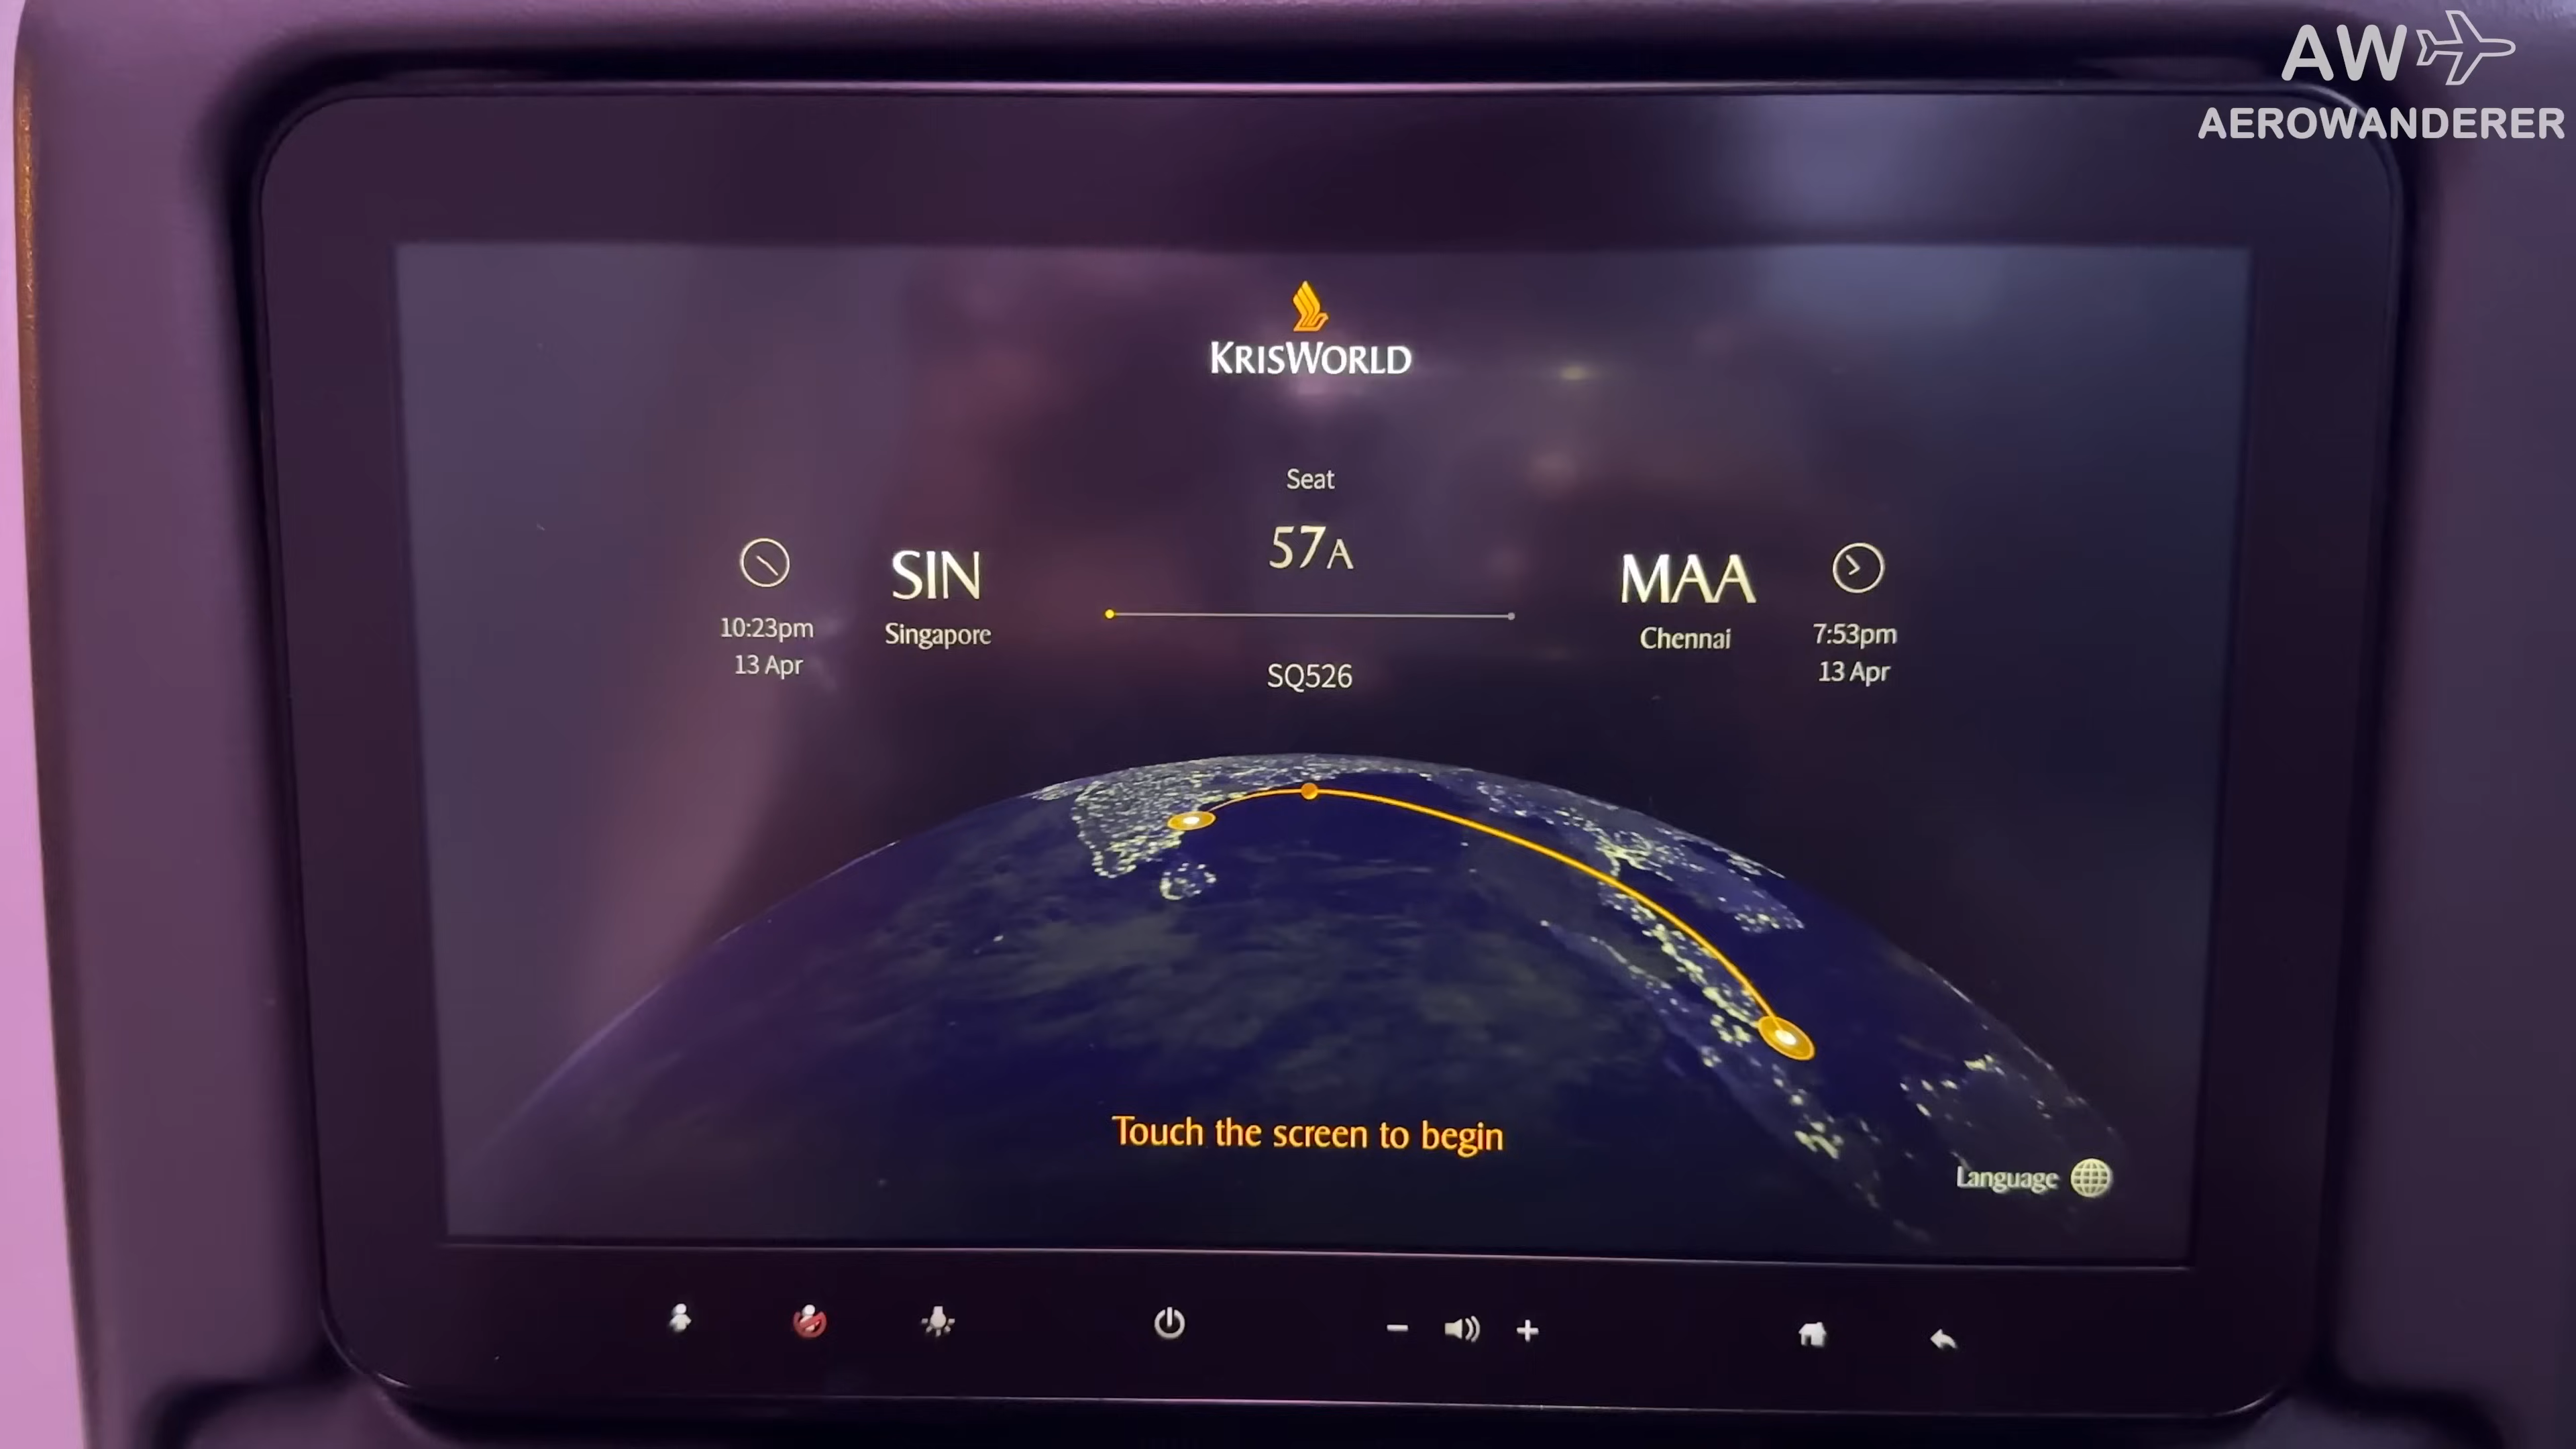 AW
AEROWANDERER
KRISWORLD
Seat
57A
SIN
Singapore
10:23pm
13 Apr
MAA
Chennai
7:53pm
13 Apr
SQ526
Touch the screen to begin
Language